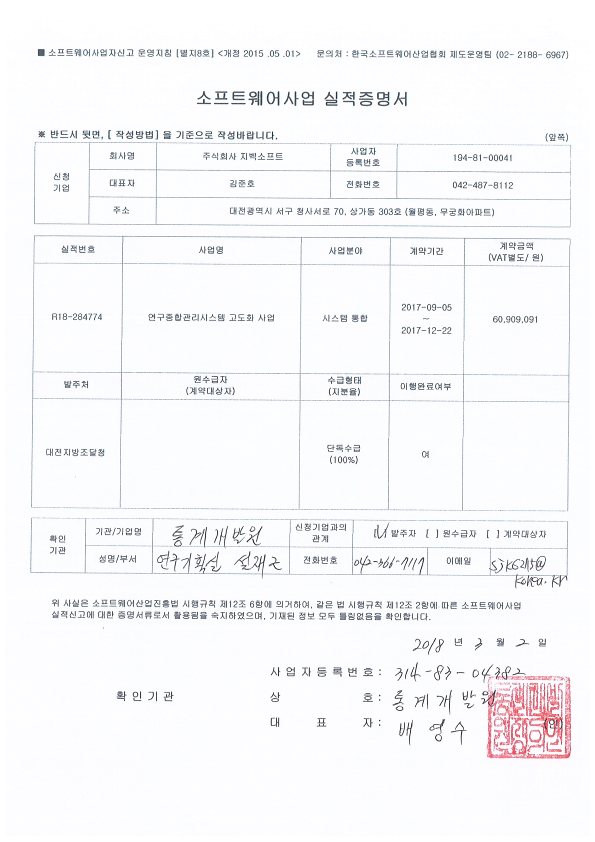 ■ 소프트웨어사업자신고 운영지침 [별지8호] <개정 2015 .05 .01>   문의처 : 한국소프트웨어산업협회 제도운영팀 (02- 2188- 6967)
소프트웨어사업 실적증명서
※ 반드시 뒷면, [ 작성방법] 을 기준으로 작성바랍니다. (앞쪽)
신청 기업 회사명 주식회사 지벡소프트 사업자 등록번호 194-81-00041
대표자 김준호 전화번호 042-487-8112
주소 대전광역시 서구 청사서로 70, 상가동 303호 (월평동, 무궁화아파트)
실적번호 사업명 사업분야 계약기간 계약금액 (VAT별도/ 원)
R18-284774 연구종합관리시스템 고도화 사업 시스템 통합 2017-09-05 ~ 2017-12-22 60,909,091
발주처 원수급자 (계약대상자) 수급형태 (지분율) 이행완료여부
대전지방조달청 단독수급 (100%) 여
확인 기관 기관/기업명 통계개발원 신청기업과의 관계 [√] 발주자 [ ] 원수급자 [ ] 계약대상자
성명/부서 연구기획실 설재근 전화번호 042-366-7117 이메일 @korea.kr
위 사실은 소프트웨어산업진흥법 시행규칙 제12조 6항에 의거하여, 같은 법 시행규칙 제12조 2항에 따른 소프트웨어사업
실적신고에 대한 증명서류로서 활용됨을 숙지하였으며, 기재된 정보 모두 틀림없음을 확인합니다.
2018 년 3 월 2 일
사업자등록번호 : 314-83-04382
확인기관 상 호 : 통계개발원
대 표 자 : 배영수 (인)